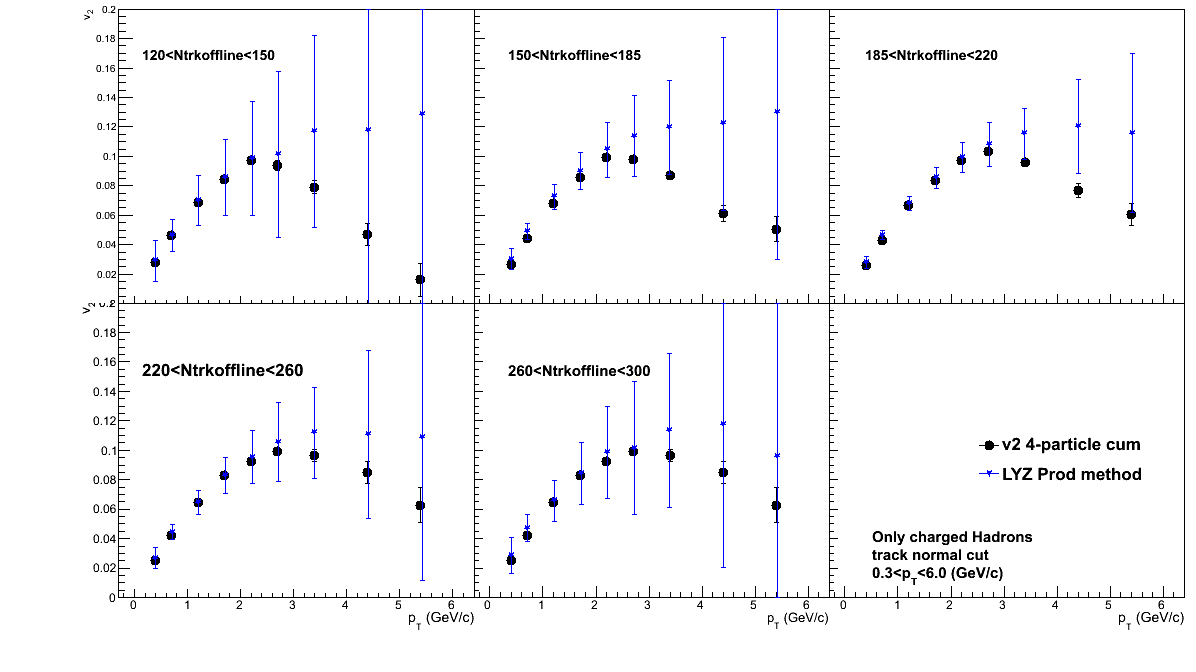 v2
0.2
0.18
0.16
0.14
0.12
0.1
0.08
0.06
0.04
0.02
120<Ntrkoffline<150
150<Ntrkoffline<185
185<Ntrkoffline<220
v2
0.18
0.16
0.14
0.12
0.1
0.08
0.06
0.04
0.02
0
220<Ntrkoffline<260
260<Ntrkoffline<300
v2 4-particle cum
LYZ Prod method
Only charged Hadrons
track normal cut
0.3<pT<6.0 (GeV/c)
0 1 2 3 4 5 6
pT (GeV/c)
0 1 2 3 4 5 6
pT (GeV/c)
0 1 2 3 4 5 6
pT (GeV/c)